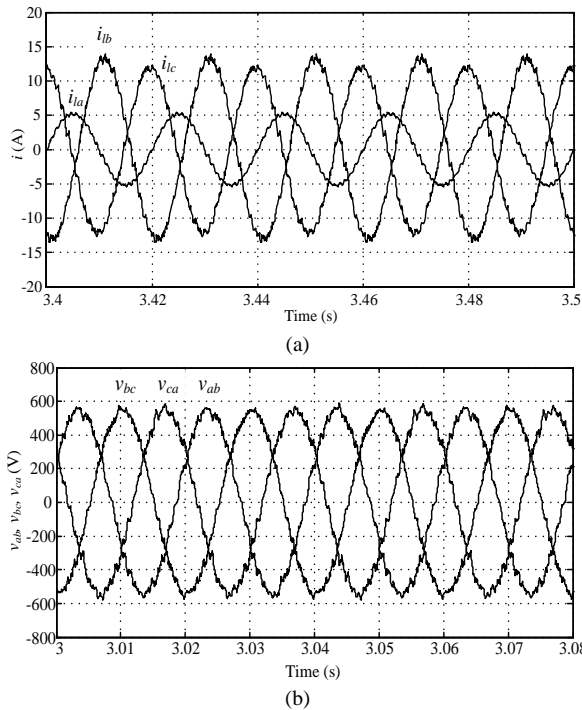 20
15
10
5
0
-5
-10
-15
-20
i (A)
i_lb
i_lc
i_la
3.4 3.42 3.44 3.46 3.48 3.5
Time (s)
(a)
800
600
400
200
0
-200
-400
-600
-800
v_ab, v_bc, v_ca (V)
v_bc v_ca v_ab
3 3.01 3.02 3.03 3.04 3.05 3.06 3.07 3.08
Time (s)
(b)